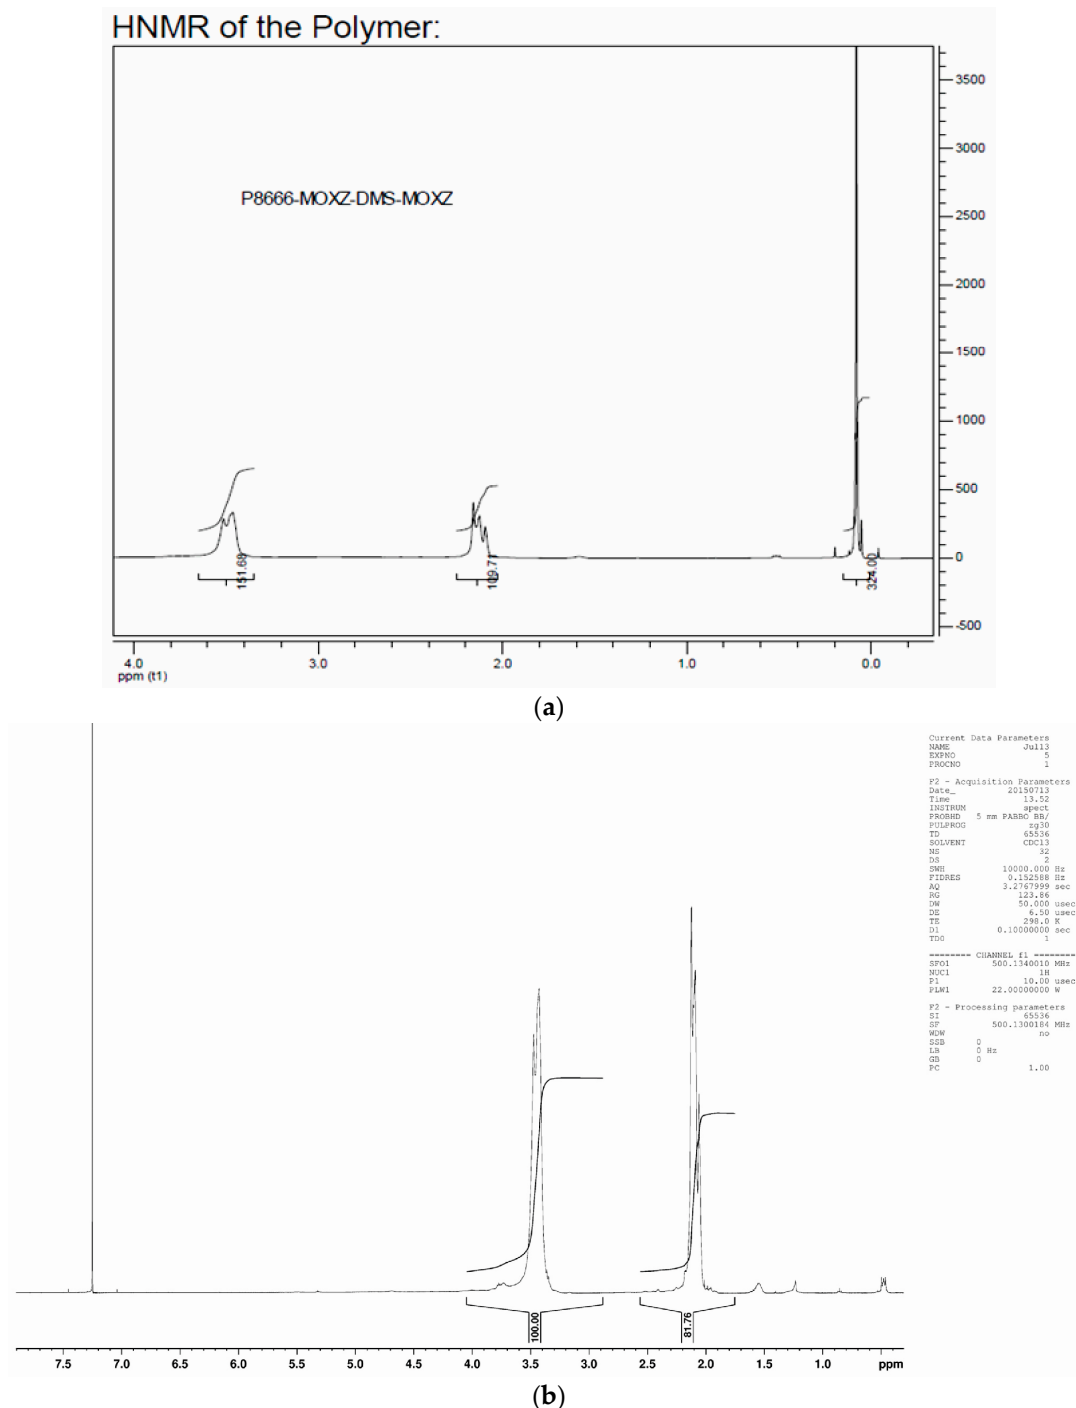 HNMR of the Polymer:
P8666-MOXZ-DMS-MOXZ
3500
3000
2500
2000
1500
1000
500
0
-500
151.68
109.7
324.00
4.0 3.0 2.0 1.0 0.0
ppm (t1)
(a)
Current Data Parameters
NAME Jul13
EXPNO 5
PROCNO 1
F2 - Acquisition Parameters
Date_ 20150713
Time 13.52
INSTRUM spect
PROBHD 5 mm PABBO BB/
PULPROG zg30
TD 65536
SOLVENT CDCl3
NS 32
DS 2
SWH 10000.000 Hz
FIDRES 0.152588 Hz
AQ 3.2767999 sec
RG 123.86
DW 50.000 usec
DE 6.50 usec
TE 298.0 K
D1 0.10000000 sec
TD0 1
======== CHANNEL f1 ========
SFO1 500.1340010 MHz
NUC1 1H
P1 10.00 usec
PLW1 22.00000000 W
F2 - Processing parameters
SI 65536
SF 500.1300184 MHz
WDW no
SSB 0
LB 0 Hz
GB 0
PC 1.00
100.00
81.76
7.5 7.0 6.5 6.0 5.5 5.0 4.5 4.0 3.5 3.0 2.5 2.0 1.5 1.0 ppm
(b)